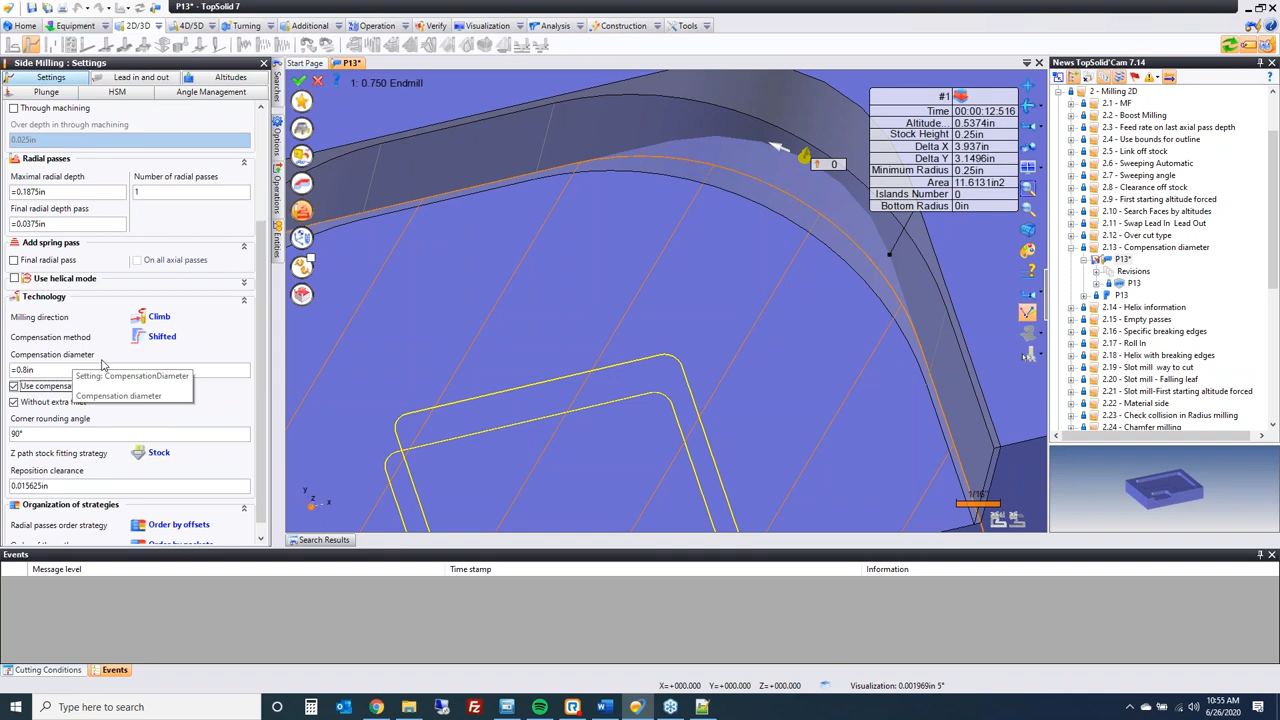 P13* - TopSolid 7
Home
Equipment
2D/3D
4D/5D
Turning
Additional
Operation
Verify
Visualization
Analysis
Construction
Tools
Side Milling : Settings
Settings
Lead in and out
Altitudes
Plunge
HSM
Angle Management
Through machining
Over depth in through machining
0.025in
Radial passes
Maximal radial depth
Number of radial passes
=0.1875in
1
Final radial depth pass
=0.0375in
Add spring pass
Final radial pass
On all axial passes
Use helical mode
Technology
Milling direction
Climb
Compensation method
Shifted
Compensation diameter
=0.8in
Use compensa
Setting: CompensationDiameter
Compensation diameter
Without extra
Corner rounding angle
90°
Z path stock fitting strategy
Stock
Reposition clearance
0.015625in
Organization of strategies
Radial passes order strategy
Order by offsets
Searches
Options
Operations
Entities
Start Page
P13*
1: 0.750 Endmill
#1
Time 00:00:12:516
Altitude... 0.5374in
Stock Height 0.25in
Delta X 3.937in
Delta Y 3.1496in
Minimum Radius 0.25in
Area 11.6131in2
Islands Number 0
Bottom Radius 0in
0
y
z
x
1/16"
Search Results
News TopSolid'Cam 7.14
2 - Milling 2D
2.1 - MF
2.2 - Boost Milling
2.3 - Feed rate on last axial pass depth
2.4 - Use bounds for outline
2.5 - Link off stock
2.6 - Sweeping Automatic
2.7 - Sweeping angle
2.8 - Clearance off stock
2.9 - First starting altitude forced
2.10 - Search Faces by altitudes
2.11 - Swap Lead In Lead Out
2.12 - Over cut type
2.13 - Compensation diameter
P13*
Revisions
P13
P13
2.14 - Helix information
2.15 - Empty passes
2.16 - Specific breaking edges
2.17 - Roll In
2.18 - Helix with breaking edges
2.19 - Slot mill way to cut
2.20 - Slot mill - Falling leaf
2.21 - Slot mill-First starting altitude forced
2.22 - Material side
2.23 - Check collision in Radius milling
2.24 - Chamfer milling
Events
Message level
Time stamp
Information
Cutting Conditions
Events
X=+000.000 Y=+000.000 Z=+000.000
Visualization: 0.001969in 5°
Type here to search
10:55 AM
6/26/2020